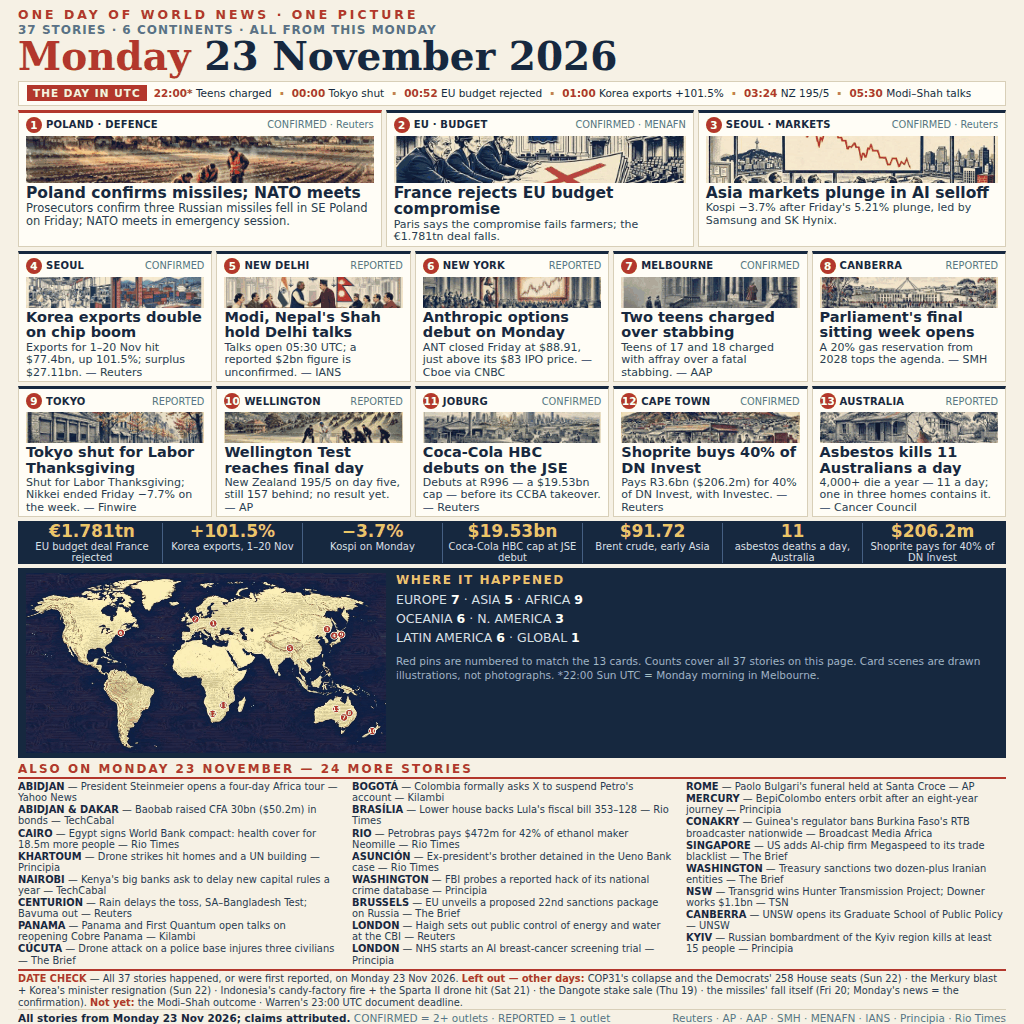 ONE DAY OF WORLD NEWS · ONE PICTURE
37 STORIES · 6 CONTINENTS · ALL FROM THIS MONDAY
Monday 23 November 2026
THE DAY IN UTC 22:00* Teens charged · 00:00 Tokyo shut · 00:52 EU budget rejected · 01:00 Korea exports +101.5% · 03:24 NZ 195/5 · 05:30 Modi–Shah talks
1 POLAND · DEFENCE CONFIRMED · Reuters
Poland confirms missiles; NATO meets
Prosecutors confirm three Russian missiles fell in SE Poland
on Friday; NATO meets in emergency session.
2 EU · BUDGET CONFIRMED · MENAFN
France rejects EU budget
compromise
Paris says the compromise fails farmers; the
€1.781tn deal falls.
3 SEOUL · MARKETS CONFIRMED · Reuters
Asia markets plunge in AI selloff
Kospi −3.7% after Friday's 5.21% plunge, led by
Samsung and SK Hynix.
4 SEOUL CONFIRMED
Korea exports double
on chip boom
Exports for 1–20 Nov hit
$77.4bn, up 101.5%; surplus
$27.11bn. — Reuters
5 NEW DELHI REPORTED
Modi, Nepal's Shah
hold Delhi talks
Talks open 05:30 UTC; a
reported $2bn figure is
unconfirmed. — IANS
6 NEW YORK REPORTED
Anthropic options
debut on Monday
ANT closed Friday at $88.91,
just above its $83 IPO price. —
Cboe via CNBC
7 MELBOURNE CONFIRMED
Two teens charged
over stabbing
Teens of 17 and 18 charged
with affray over a fatal
stabbing. — AAP
8 CANBERRA REPORTED
Parliament's final
sitting week opens
A 20% gas reservation from
2028 tops the agenda. — SMH
9 TOKYO REPORTED
Tokyo shut for Labor
Thanksgiving
Shut for Labor Thanksgiving;
Nikkei ended Friday −7.7% on
the week. — Finwire
10 WELLINGTON REPORTED
Wellington Test
reaches final day
New Zealand 195/5 on day five,
still 157 behind; no result yet.
— AP
11 JOBURG CONFIRMED
Coca-Cola HBC
debuts on the JSE
Debuts at R996 — a $19.53bn
cap — before its CCBA takeover.
— Reuters
12 CAPE TOWN CONFIRMED
Shoprite buys 40% of
DN Invest
Pays R3.6bn ($206.2m) for 40%
of DN Invest, with Investec. —
Reuters
13 AUSTRALIA REPORTED
Asbestos kills 11
Australians a day
4,000+ die a year — 11 a day;
one in three homes contains it.
— Cancer Council
€1.781tn
EU budget deal France
rejected
+101.5%
Korea exports, 1–20 Nov
−3.7%
Kospi on Monday
$19.53bn
Coca-Cola HBC cap at JSE
debut
$91.72
Brent crude, early Asia
11
asbestos deaths a day,
Australia
$206.2m
Shoprite pays for 40% of
DN Invest
WHERE IT HAPPENED
EUROPE 7 · ASIA 5 · AFRICA 9
OCEANIA 6 · N. AMERICA 3
LATIN AMERICA 6 · GLOBAL 1
Red pins are numbered to match the 13 cards. Counts cover all 37 stories on this page. Card scenes are drawn
illustrations, not photographs. *22:00 Sun UTC = Monday morning in Melbourne.
ALSO ON MONDAY 23 NOVEMBER — 24 MORE STORIES
ABIDJAN — President Steinmeier opens a four-day Africa tour —
Yahoo News
ABIDJAN & DAKAR — Baobab raised CFA 30bn ($50.2m) in
bonds — TechCabal
CAIRO — Egypt signs World Bank compact: health cover for
18.5m more people — Rio Times
KHARTOUM — Drone strikes hit homes and a UN building —
Principia
NAIROBI — Kenya's big banks ask to delay new capital rules a
year — TechCabal
CENTURION — Rain delays the toss, SA–Bangladesh Test;
Bavuma out — Reuters
PANAMA — Panama and First Quantum open talks on
reopening Cobre Panama — Kilambi
CÚCUTA — Drone attack on a police base injures three civilians
— The Brief
BOGOTÁ — Colombia formally asks X to suspend Petro's
account — Kilambi
BRASÍLIA — Lower house backs Lula's fiscal bill 353–128 — Rio
Times
RIO — Petrobras pays $472m for 42% of ethanol maker
Neomille — Rio Times
ASUNCIÓN — Ex-president's brother detained in the Ueno Bank
case — Rio Times
WASHINGTON — FBI probes a reported hack of its national
crime database — Principia
BRUSSELS — EU unveils a proposed 22nd sanctions package
on Russia — The Brief
LONDON — Haigh sets out public control of energy and water
at the CBI — Reuters
LONDON — NHS starts an AI breast-cancer screening trial —
Principia
ROME — Paolo Bulgari's funeral held at Santa Croce — AP
MERCURY — BepiColombo enters orbit after an eight-year
journey — Principia
CONAKRY — Guinea's regulator bans Burkina Faso's RTB
broadcaster nationwide — Broadcast Media Africa
SINGAPORE — US adds AI-chip firm Megaspeed to its trade
blacklist — The Brief
WASHINGTON — Treasury sanctions two dozen-plus Iranian
entities — The Brief
NSW — Transgrid wins Hunter Transmission Project; Downer
works $1.1bn — TSN
CANBERRA — UNSW opens its Graduate School of Public Policy
— UNSW
KYIV — Russian bombardment of the Kyiv region kills at least
15 people — Principia
DATE CHECK — All 37 stories happened, or were first reported, on Monday 23 Nov 2026. Left out — other days: COP31's collapse and the Democrats' 258 House seats (Sun 22) · the Merkury blast
+ Korea's minister resignation (Sun 22) · Indonesia's candy-factory fire + the Sparta II drone hit (Sat 21) · the Dangote stake sale (Thu 19) · the missiles' fall itself (Fri 20; Monday's news = the
confirmation). Not yet: the Modi–Shah outcome · Warren's 23:00 UTC document deadline.
All stories from Monday 23 Nov 2026; claims attributed. CONFIRMED = 2+ outlets · REPORTED = 1 outlet Reuters · AP · AAP · SMH · MENAFN · IANS · Principia · Rio Times